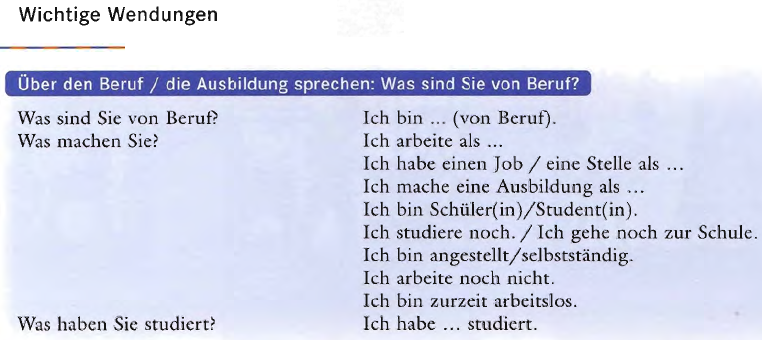 Wichtige Wendungen
Über den Beruf / die Ausbildung sprechen: Was sind Sie von Beruf?
Was sind Sie von Beruf? Ich bin ... (von Beruf).
Was machen Sie? Ich arbeite als ...
Ich habe einen Job / eine Stelle als ...
Ich mache eine Ausbildung als ...
Ich bin Schüler(in)/Student(in).
Ich studiere noch. / Ich gehe noch zur Schule.
Ich bin angestellt/selbstständig.
Ich arbeite noch nicht.
Ich bin zurzeit arbeitslos.
Was haben Sie studiert? Ich habe ... studiert.